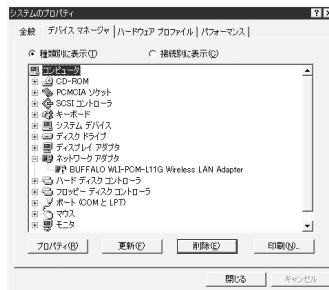 システムのプロパティ
全般 デバイス マネージャ ハードウェア プロファイル パフォーマンス
種類別に表示(T) 接続別に表示(C)
コンピュータ
CD-ROM
PCMCIA ソケット
SCSI コントローラ
キーボード
システム デバイス
ディスク ドライブ
ディスプレイ アダプタ
ネットワーク アダプタ
BUFFALO WLI-PCM-L11G Wireless LAN Adapter
ハード ディスク コントローラ
フロッピー ディスク コントローラ
ポート (COM と LPT)
マウス
モニタ
プロパティ(R) 更新(F) 削除(E) 印刷(N)...
閉じる キャンセル